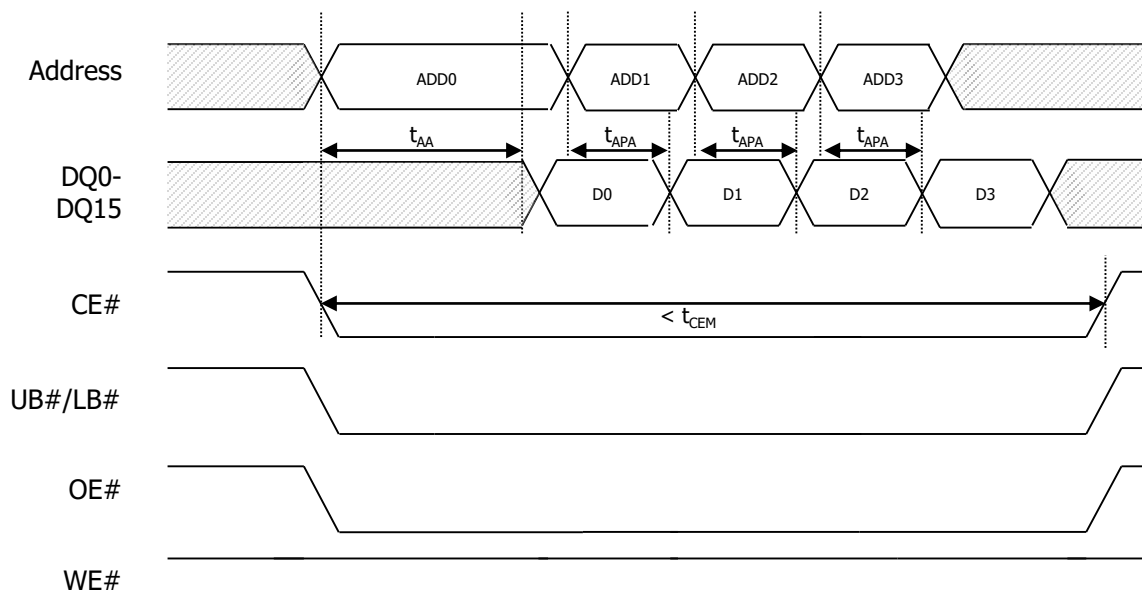 Address
ADD0
ADD1
ADD2
ADD3
tAA
tAPA
tAPA
tAPA
DQ0-
DQ15
D0
D1
D2
D3
CE#
< tCEM
UB#/LB#
OE#
WE#